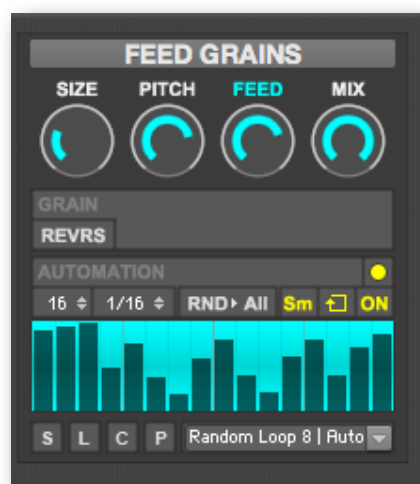 FEED GRAINS
SIZE PITCH FEED MIX
GRAIN
REVRS
AUTOMATION
16 1/16 RND All Sm ON
S L C P Random Loop 8 | Auto